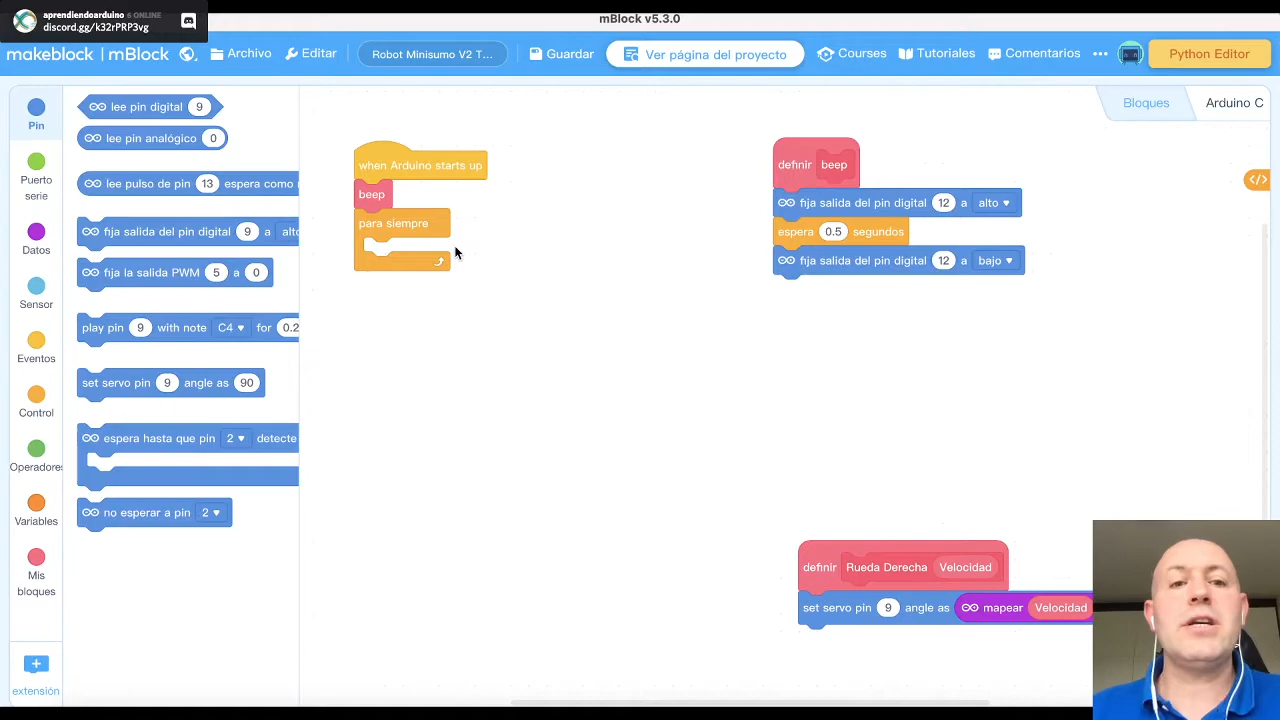 aprendiendoarduino 6 ONLINE
discord.gg/k32rPRP3vg
mBlock v5.3.0
makeblock | mBlock
Archivo
Editar
Robot Minisumo V2 T...
Guardar
Ver página del proyecto
Courses
Tutoriales
Comentarios
Python Editor
Pin
Puerto
serie
Datos
Sensor
Eventos
Control
Operadores
Variables
Mis
bloques
extensión
lee pin digital 9
lee pin analógico 0
lee pulso de pin 13 espera como
fija salida del pin digital 9 a alto
fija la salida PWM 5 a 0
play pin 9 with note C4 for 0.2
set servo pin 9 angle as 90
espera hasta que pin 2 detecte
no esperar a pin 2
when Arduino starts up
beep
para siempre
definir beep
fija salida del pin digital 12 a alto
espera 0.5 segundos
fija salida del pin digital 12 a bajo
definir Rueda Derecha Velocidad
set servo pin 9 angle as mapear Velocidad
Bloques
Arduino C